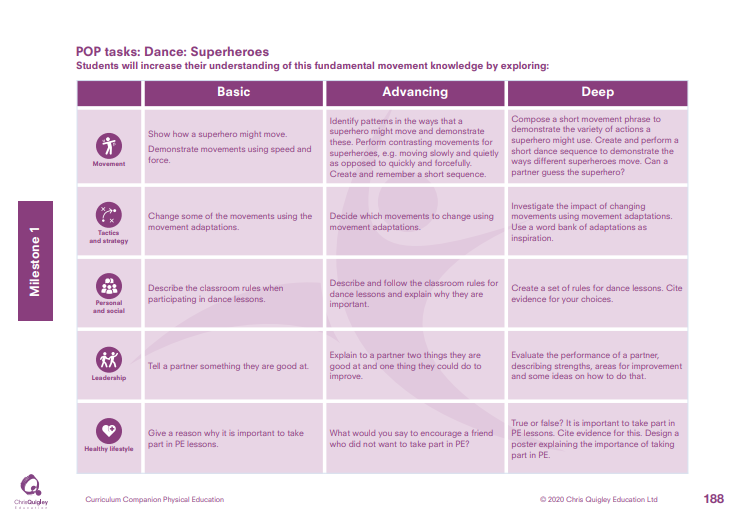 POP tasks: Dance: Superheroes
Students will increase their understanding of this fundamental movement knowledge by exploring:
Basic
Advancing
Deep
Milestone 1
Movement
Show how a superhero might move.
Demonstrate movements using speed and
force.
Identify patterns in the ways that a
superhero might move and demonstrate
these. Perform contrasting movements for
superheroes, e.g. moving slowly and quietly
as opposed to quickly and forcefully.
Create and remember a short sequence.
Compose a short movement phrase to
demonstrate the variety of actions a
superhero might use. Create and perform a
short dance sequence to demonstrate the
ways different superheroes move. Can a
partner guess the superhero?
Tactics
and strategy
Change some of the movements using the
movement adaptations.
Decide which movements to change using
movement adaptations.
Investigate the impact of changing
movements using movement adaptations.
Use a word bank of adaptations as
inspiration.
Personal
and social
Describe the classroom rules when
participating in dance lessons.
Describe and follow the classroom rules for
dance lessons and explain why they are
important.
Create a set of rules for dance lessons. Cite
evidence for your choices.
Leadership
Tell a partner something they are good at.
Explain to a partner two things they are
good at and one thing they could do to
improve.
Evaluate the performance of a partner,
describing strengths, areas for improvement
and some ideas on how to do that.
Healthy lifestyle
Give a reason why it is important to take
part in PE lessons.
What would you say to encourage a friend
who did not want to take part in PE?
True or false? It is important to take part in
PE lessons. Cite evidence for this. Design a
poster explaining the importance of taking
part in PE.
ChrisQuigley
Education
Curriculum Companion Physical Education
© 2020 Chris Quigley Education Ltd
188